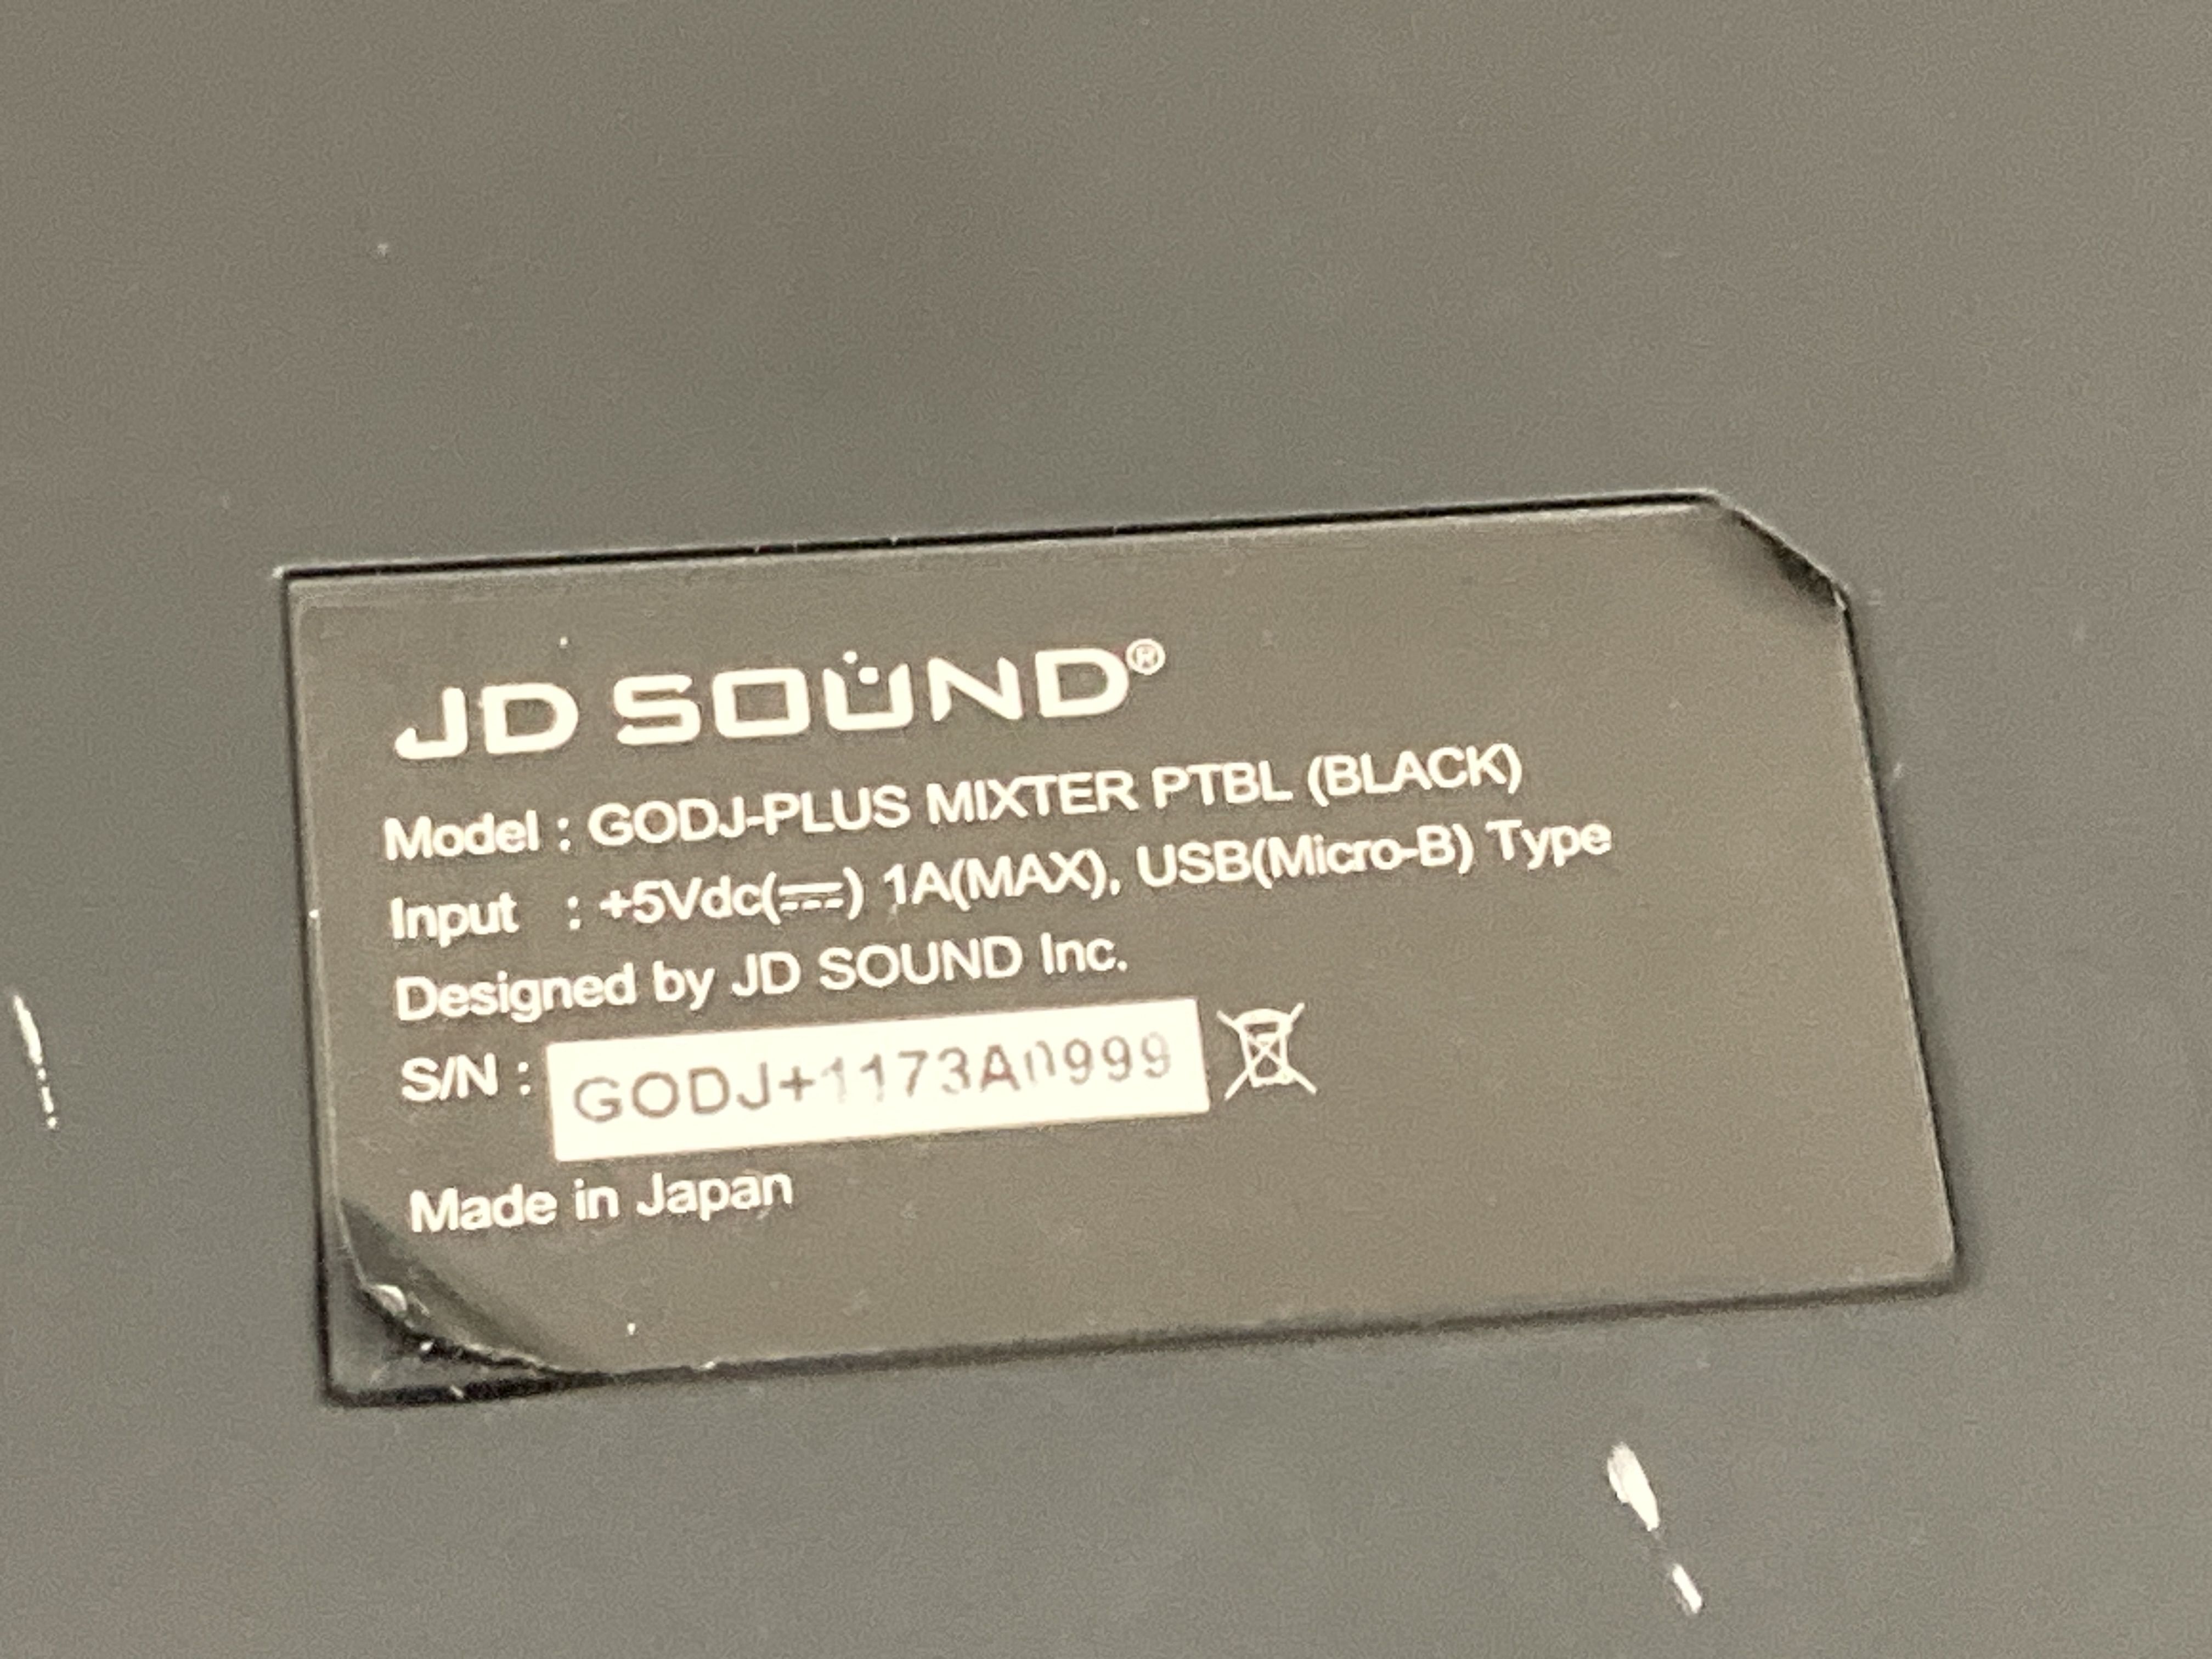 JD SOUND®
Model : GODJ-PLUS MIXTER PTBL (BLACK)
Input : +5Vdc(⎓) 1A(MAX), USB(Micro-B) Type
Designed by JD SOUND Inc.
S/N : GODJ+1173A0999
Made in Japan